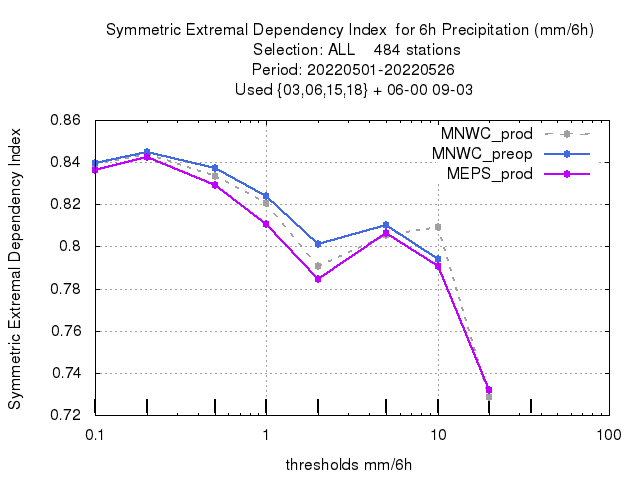 Symmetric Extremal Dependency Index  for 6h Precipitation (mm/6h)
Selection: ALL    484 stations
Period: 20220501-20220526
Used {03,06,15,18} + 06-00 09-03
Symmetric Extremal Dependency Index
0.86
0.84
0.82
0.8
0.78
0.76
0.74
0.72
MNWC_prod
MNWC_preop
MEPS_prod
0.1 1 10 100
thresholds mm/6h